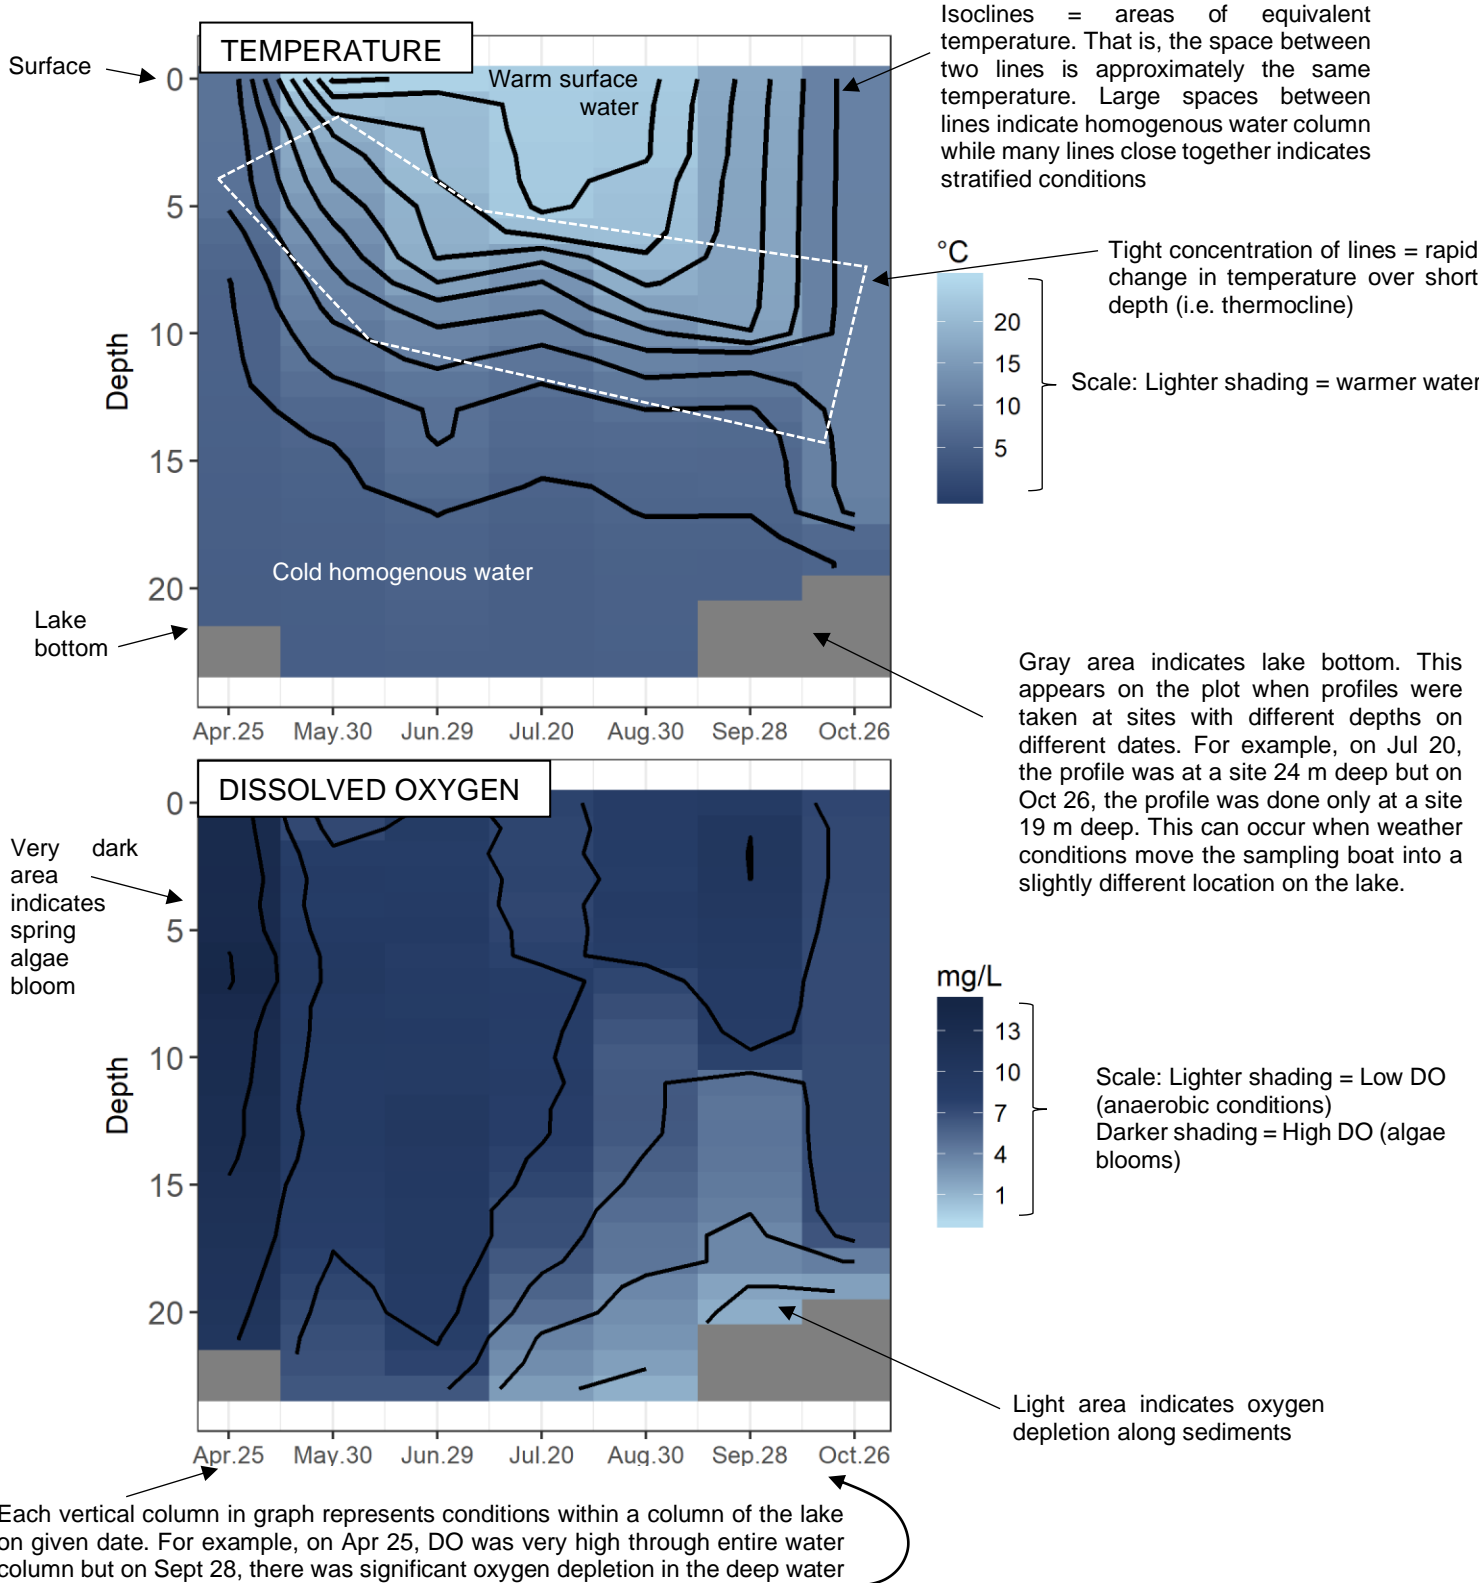 Isoclines = areas of equivalent
temperature. That is, the space between
two lines is approximately the same
temperature. Large spaces between
lines indicate homogenous water column
while many lines close together indicates
stratified conditions
TEMPERATURE
Surface
Warm surface
water
0
5
10
15
20
Depth
°C
20
15
10
5
Tight concentration of lines = rapid
change in temperature over short
depth (i.e. thermocline)
Scale: Lighter shading = warmer water
Cold homogenous water
Lake
bottom
Gray area indicates lake bottom. This
appears on the plot when profiles were
taken at sites with different depths on
different dates. For example, on Jul 20,
the profile was at a site 24 m deep but on
Oct 26, the profile was done only at a site
19 m deep. This can occur when weather
conditions move the sampling boat into a
slightly different location on the lake.
Apr.25 May.30 Jun.29 Jul.20 Aug.30 Sep.28 Oct.26
DISSOLVED OXYGEN
Very dark
area
indicates
spring
algae
bloom
0
5
10
15
20
Depth
mg/L
13
10
7
4
1
Scale: Lighter shading = Low DO
(anaerobic conditions)
Darker shading = High DO (algae
blooms)
Light area indicates oxygen
depletion along sediments
Apr.25 May.30 Jun.29 Jul.20 Aug.30 Sep.28 Oct.26
Each vertical column in graph represents conditions within a column of the lake
on given date. For example, on Apr 25, DO was very high through entire water
column but on Sept 28, there was significant oxygen depletion in the deep water